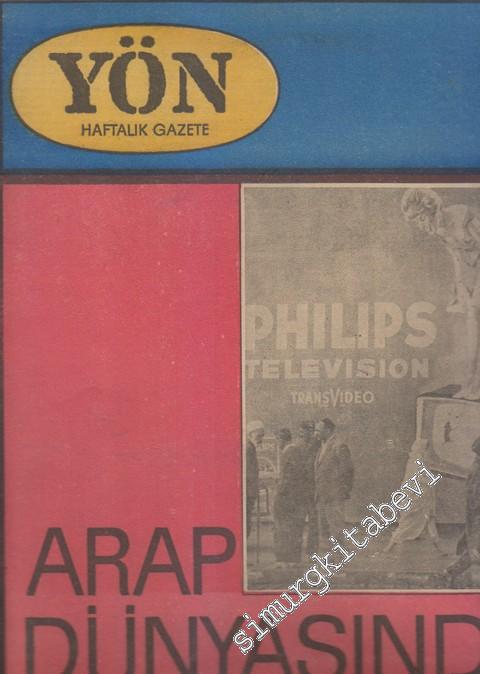 YÖN
HAFTALIK GAZETE
PHILIPS
TELEVISION
TRANSVIDEO
ARAP
DÜNYASIND
simurgkitabevi